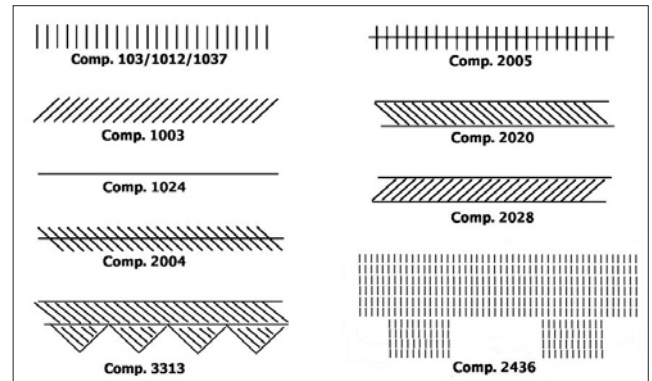 Comp. 103/1012/1037
Comp. 2005
Comp. 1003
Comp. 2020
Comp. 1024
Comp. 2028
Comp. 2004
Comp. 3313
Comp. 2436